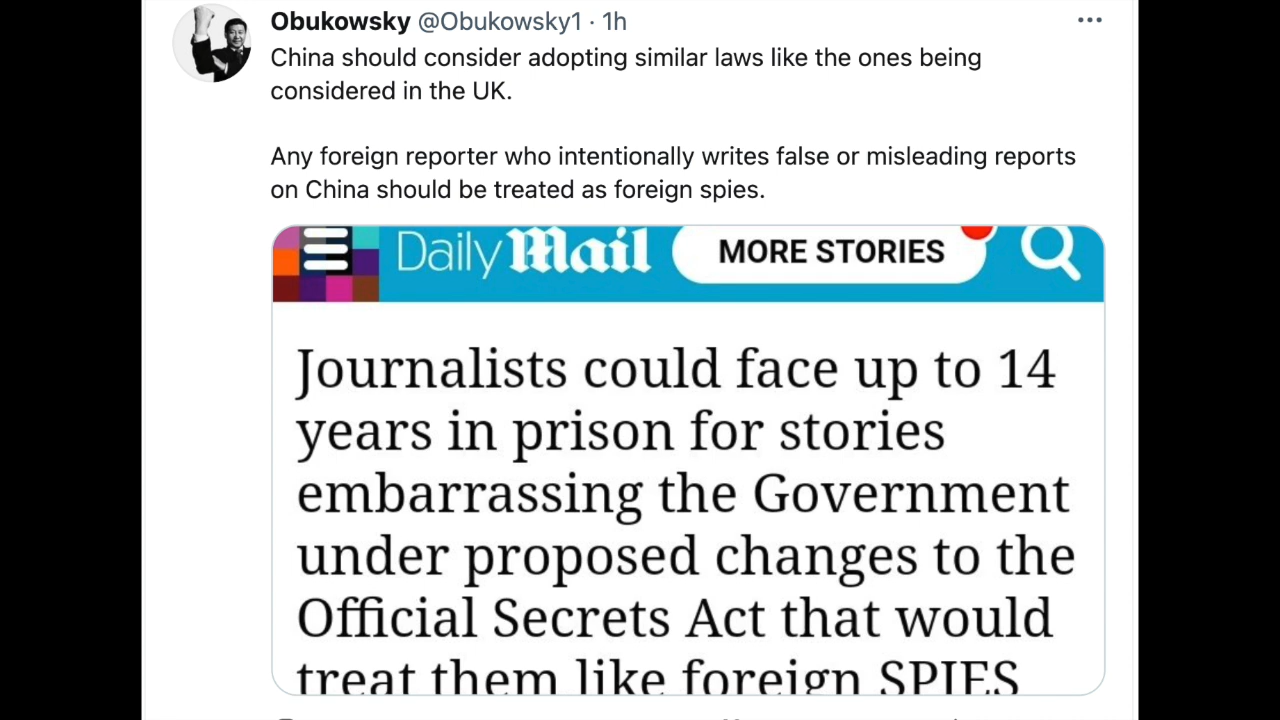 Obukowsky @Obukowsky1 · 1h
China should consider adopting similar laws like the ones being
considered in the UK.
Any foreign reporter who intentionally writes false or misleading reports
on China should be treated as foreign spies.
Daily Mail MORE STORIES
Journalists could face up to 14
years in prison for stories
embarrassing the Government
under proposed changes to the
Official Secrets Act that would
treat them like foreign SPIES